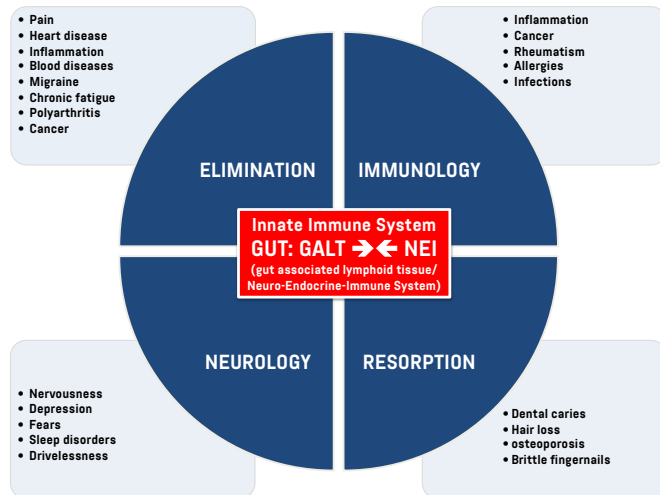 • Pain
• Heart disease
• Inflammation
• Blood diseases
• Migraine
• Chronic fatigue
• Polyarthritis
• Cancer
• Inflammation
• Cancer
• Rheumatism
• Allergies
• Infections
ELIMINATION
IMMUNOLOGY
Innate Immune System
GUT: GALT →← NEI
(gut associated lymphoid tissue/
Neuro-Endocrine-Immune System)
NEUROLOGY
RESORPTION
• Nervousness
• Depression
• Fears
• Sleep disorders
• Drivelessness
• Dental caries
• Hair loss
• osteoporosis
• Brittle fingernails